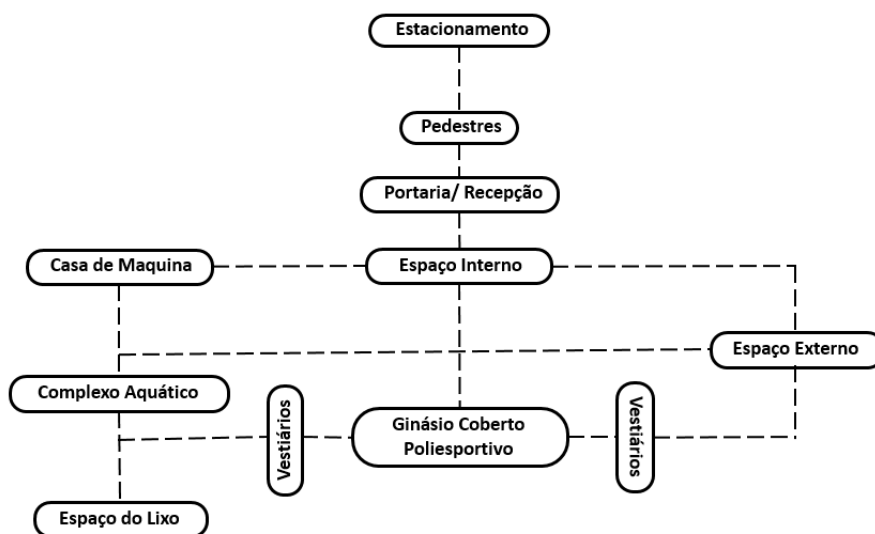 Estacionamento
Pedestres
Portaria/ Recepção
Casa de Maquina
Espaço Interno
Espaço Externo
Complexo Aquático
Vestiários
Ginásio Coberto
Poliesportivo
Vestiários
Espaço do Lixo